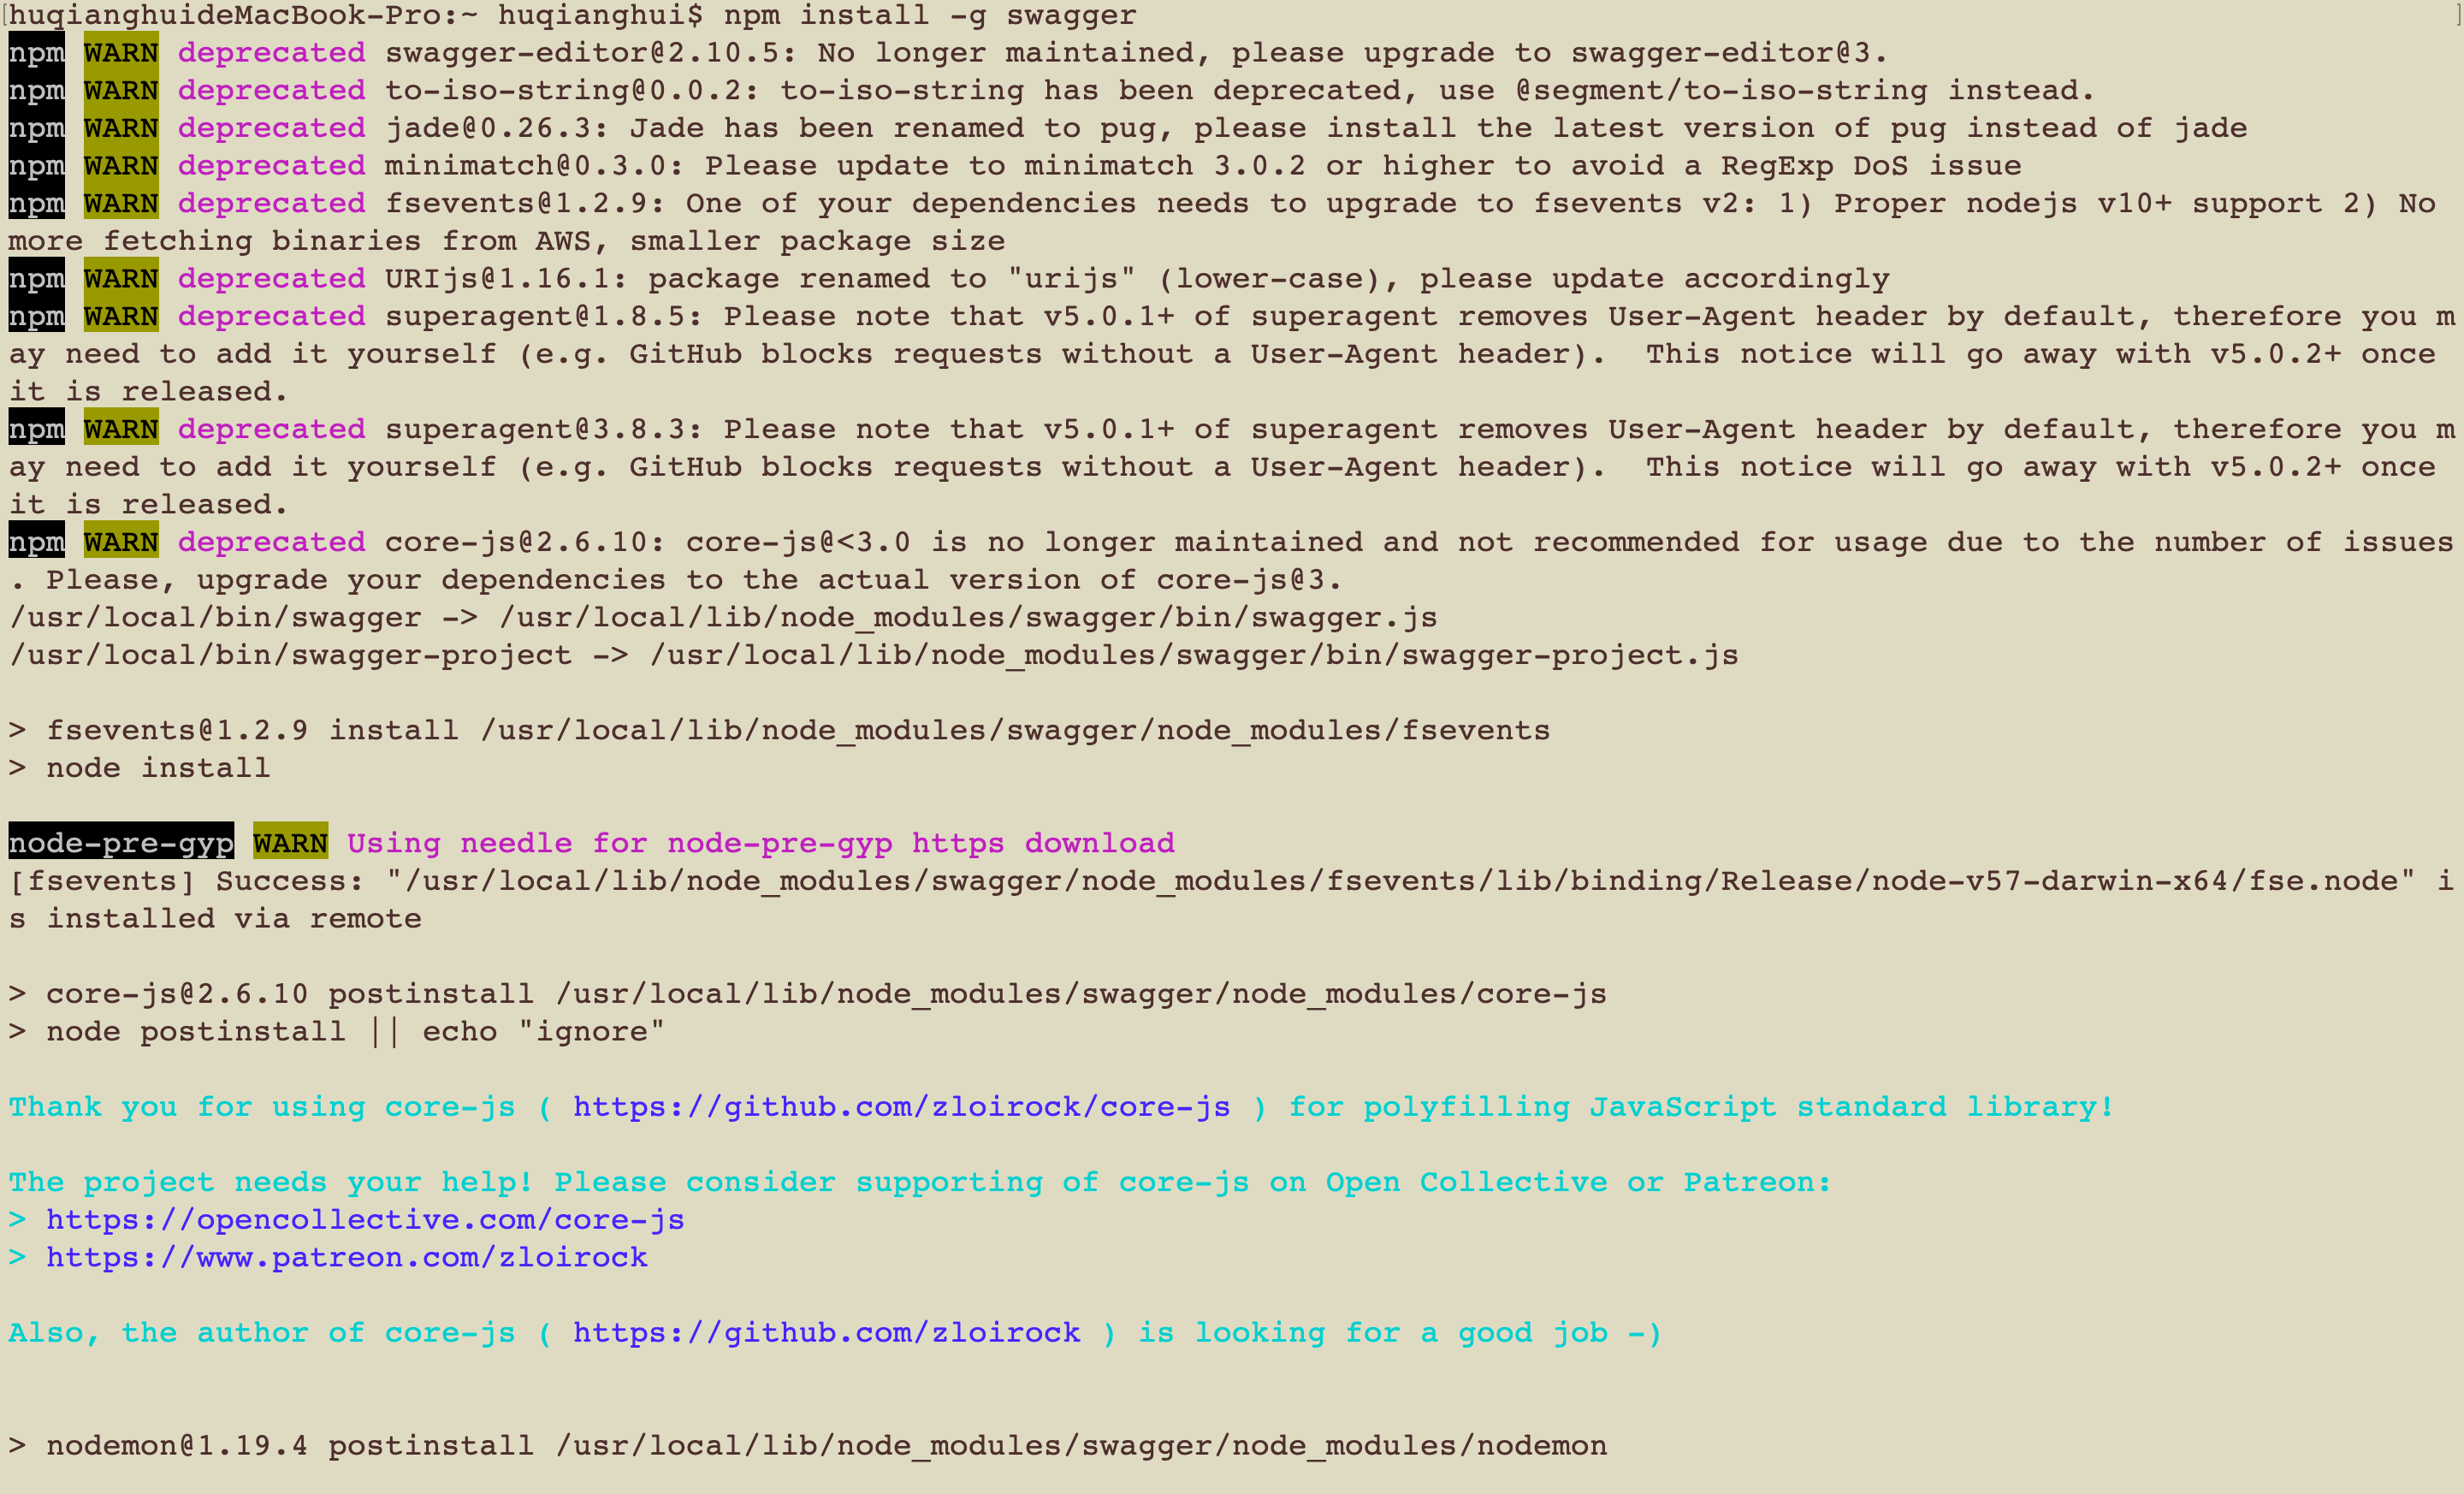 [huqianghuideMacBook-Pro:~ huqianghui$ npm install -g swagger ]
npm WARN deprecated swagger-editor@2.10.5: No longer maintained, please upgrade to swagger-editor@3.
npm WARN deprecated to-iso-string@0.0.2: to-iso-string has been deprecated, use @segment/to-iso-string instead.
npm WARN deprecated jade@0.26.3: Jade has been renamed to pug, please install the latest version of pug instead of jade
npm WARN deprecated minimatch@0.3.0: Please update to minimatch 3.0.2 or higher to avoid a RegExp DoS issue
npm WARN deprecated fsevents@1.2.9: One of your dependencies needs to upgrade to fsevents v2: 1) Proper nodejs v10+ support 2) No
more fetching binaries from AWS, smaller package size
npm WARN deprecated URIjs@1.16.1: package renamed to "urijs" (lower-case), please update accordingly
npm WARN deprecated superagent@1.8.5: Please note that v5.0.1+ of superagent removes User-Agent header by default, therefore you m
ay need to add it yourself (e.g. GitHub blocks requests without a User-Agent header).  This notice will go away with v5.0.2+ once
it is released.
npm WARN deprecated superagent@3.8.3: Please note that v5.0.1+ of superagent removes User-Agent header by default, therefore you m
ay need to add it yourself (e.g. GitHub blocks requests without a User-Agent header).  This notice will go away with v5.0.2+ once
it is released.
npm WARN deprecated core-js@2.6.10: core-js@<3.0 is no longer maintained and not recommended for usage due to the number of issues
. Please, upgrade your dependencies to the actual version of core-js@3.
/usr/local/bin/swagger -> /usr/local/lib/node_modules/swagger/bin/swagger.js
/usr/local/bin/swagger-project -> /usr/local/lib/node_modules/swagger/bin/swagger-project.js
> fsevents@1.2.9 install /usr/local/lib/node_modules/swagger/node_modules/fsevents
> node install
node-pre-gyp WARN Using needle for node-pre-gyp https download
[fsevents] Success: "/usr/local/lib/node_modules/swagger/node_modules/fsevents/lib/binding/Release/node-v57-darwin-x64/fse.node" i
s installed via remote
> core-js@2.6.10 postinstall /usr/local/lib/node_modules/swagger/node_modules/core-js
> node postinstall || echo "ignore"
Thank you for using core-js ( https://github.com/zloirock/core-js ) for polyfilling JavaScript standard library!
The project needs your help! Please consider supporting of core-js on Open Collective or Patreon:
> https://opencollective.com/core-js
> https://www.patreon.com/zloirock
Also, the author of core-js ( https://github.com/zloirock ) is looking for a good job -)
> nodemon@1.19.4 postinstall /usr/local/lib/node_modules/swagger/node_modules/nodemon